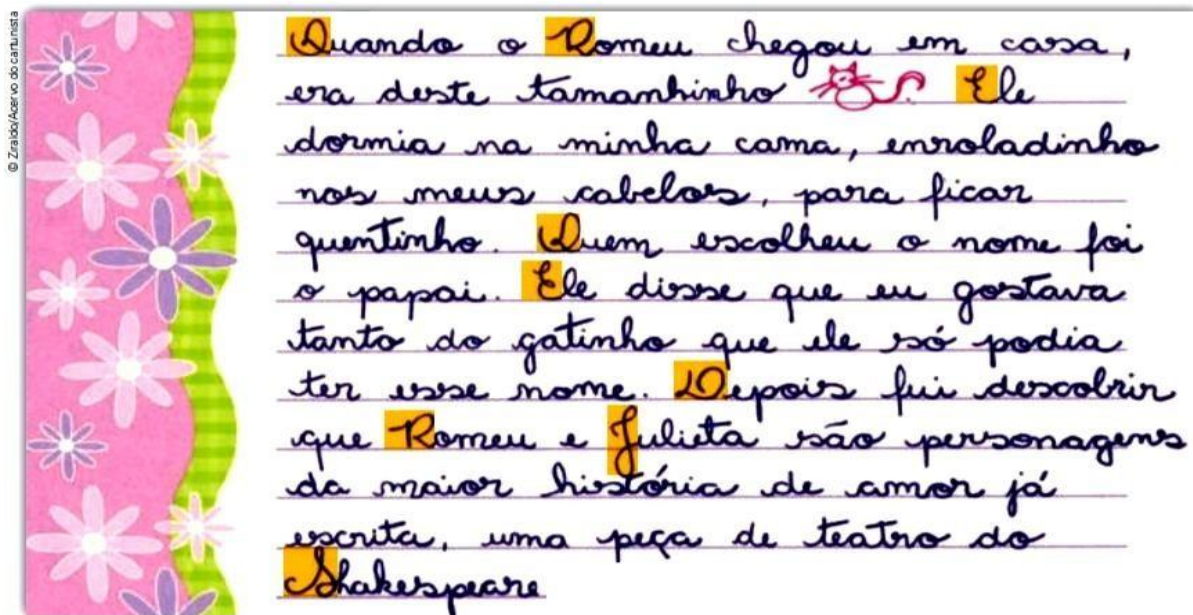 © Ziraldo/Acervo do cartunista
Quando o Romeu chegou em casa,
era deste tamanhinho. Ele
dormia na minha cama, enroladinho
nos meus cabelos, para ficar
quentinho. Quem escolheu o nome foi
o papai. Ele disse que eu gostava
tanto do gatinho que ele só podia
ter esse nome. Depois fui descobrir
que Romeu e Julieta são personagens
da maior história de amor já
escrita, uma peça de teatro do
Shakespeare